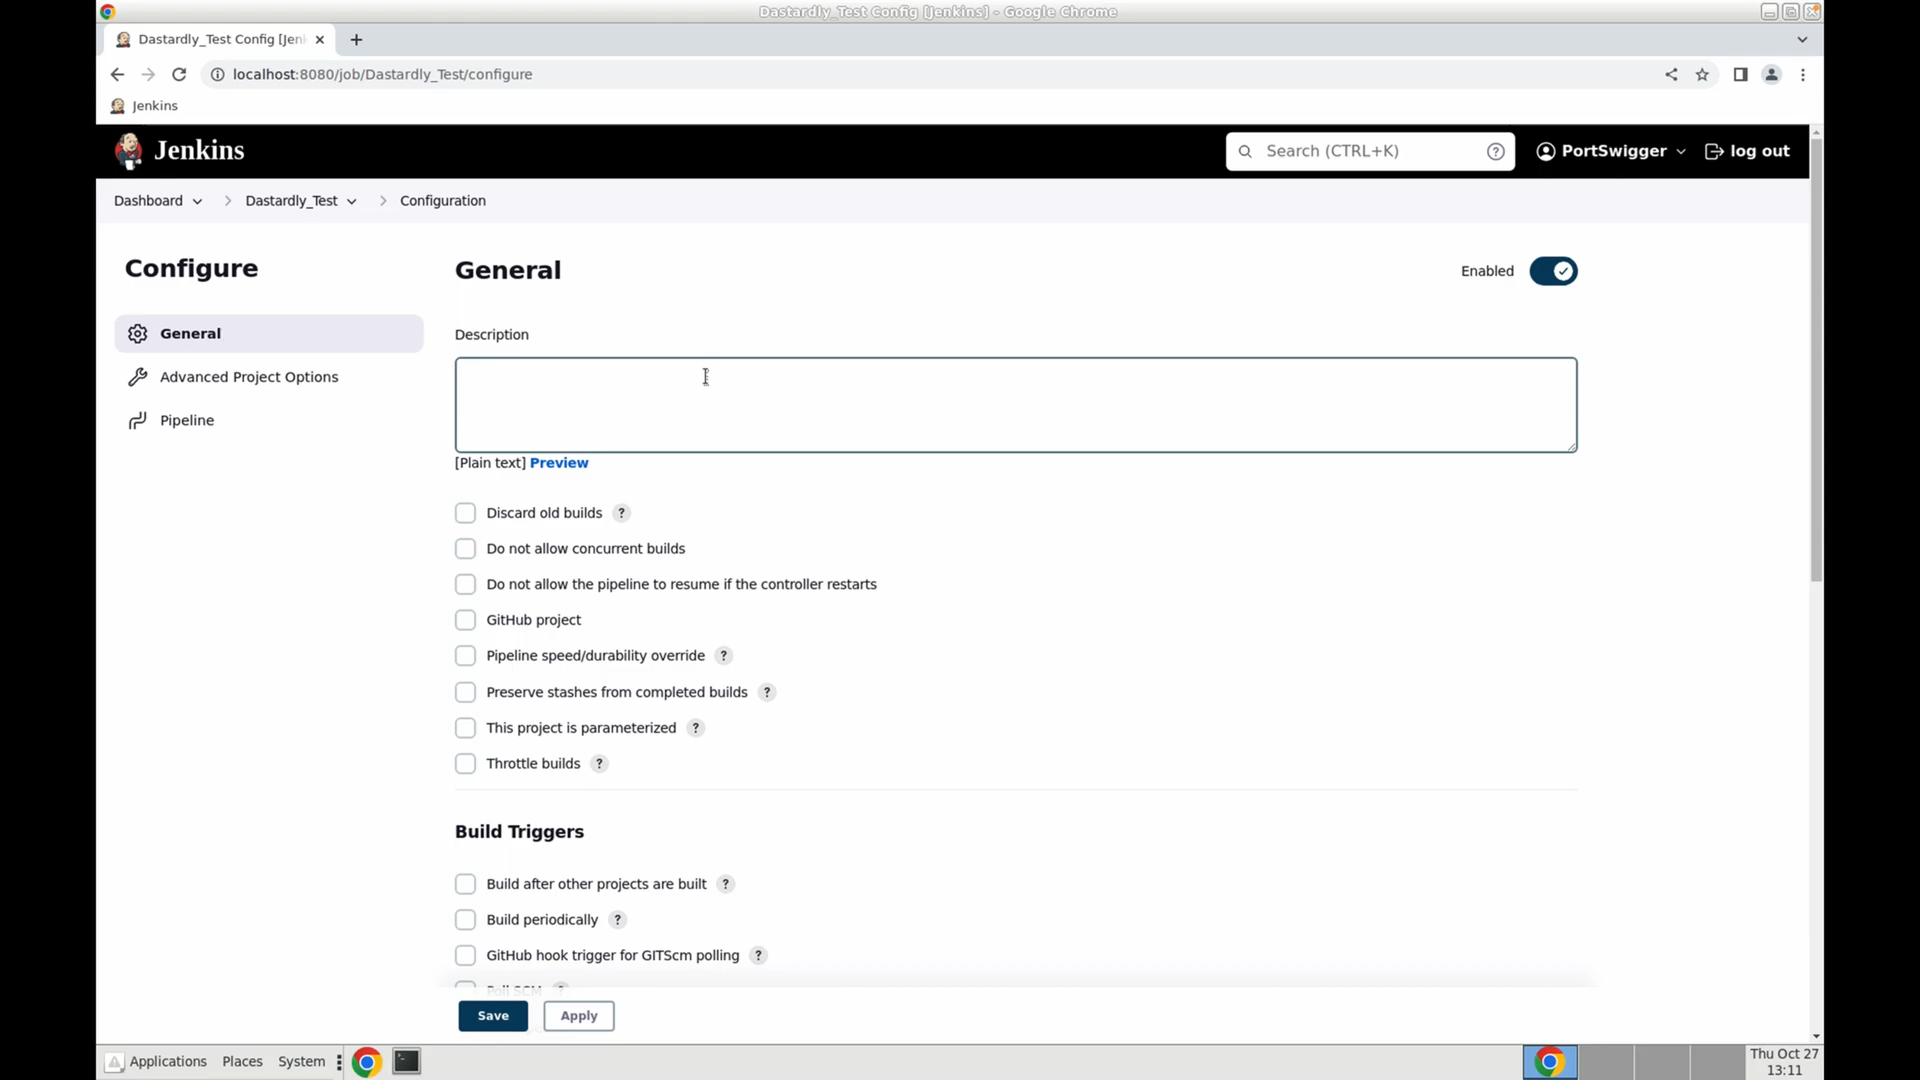 Dastardly_Test Config [Jenkins] - Google Chrome
Dastardly_Test Config [Jen
localhost:8080/job/Dastardly_Test/configure
Jenkins
Jenkins
Search (CTRL+K)
?
PortSwigger
log out
Dashboard
Dastardly_Test
Configuration
Configure
General
Advanced Project Options
Pipeline
General
Enabled
Description
[Plain text] Preview
Discard old builds ?
Do not allow concurrent builds
Do not allow the pipeline to resume if the controller restarts
GitHub project
Pipeline speed/durability override ?
Preserve stashes from completed builds ?
This project is parameterized ?
Throttle builds ?
Build Triggers
Build after other projects are built ?
Build periodically ?
GitHub hook trigger for GITScm polling ?
Poll SCM ?
Save
Apply
Applications
Places
System
Thu Oct 27
13:11